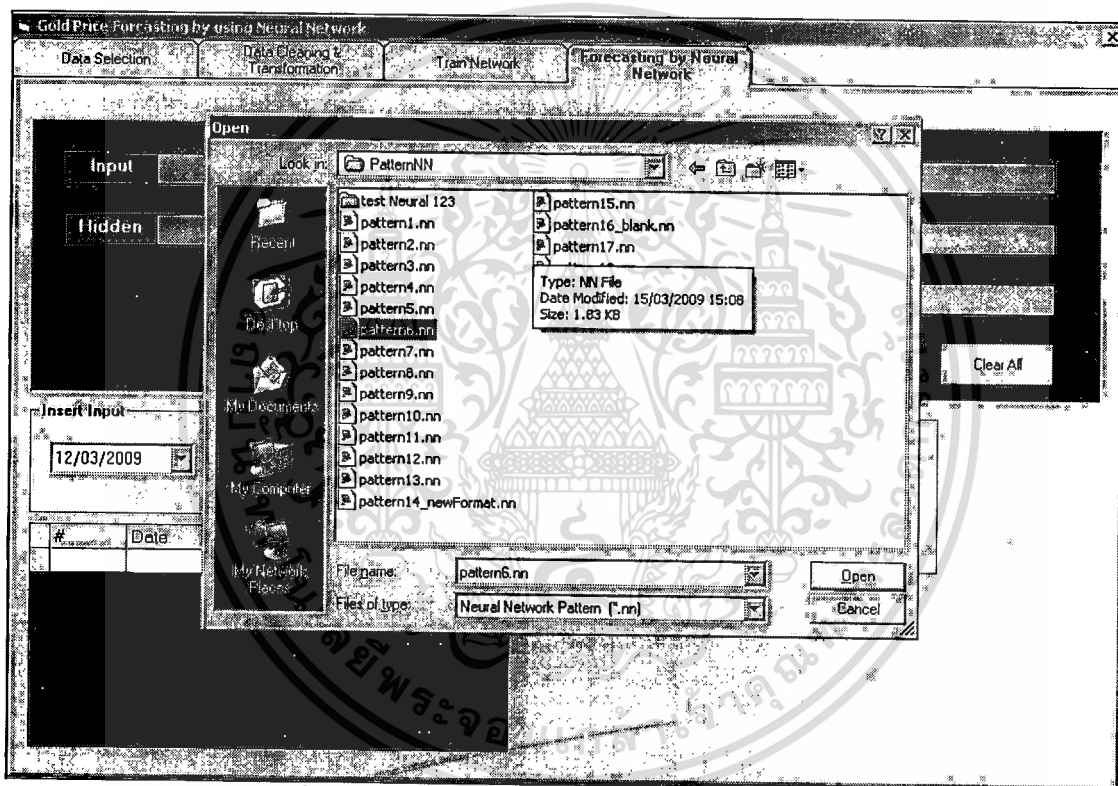 Gold Price Forcasting by using Neural Network
Data Selection
Data Cleaning &
Transformation
Train Network
Forecasting by Neural
Network
Input
Hidden
Open
Look in:
PatternNN
Recent
Desktop
My Documents
My Computer
My Network
Places
test Neural 123
pattern1.nn
pattern2.nn
pattern3.nn
pattern4.nn
pattern5.nn
pattern6.nn
pattern7.nn
pattern8.nn
pattern9.nn
pattern10.nn
pattern11.nn
pattern12.nn
pattern13.nn
pattern14_newFormat.nn
pattern15.nn
pattern16_blank.nn
pattern17.nn
Type: NN File
Date Modified: 15/03/2009 15:08
Size: 1.83 KB
File name:
pattern6.nn
Open
Files of type:
Neural Network Pattern (*.nn)
Cancel
Clear All
Insert Input
12/03/2009
#
Date